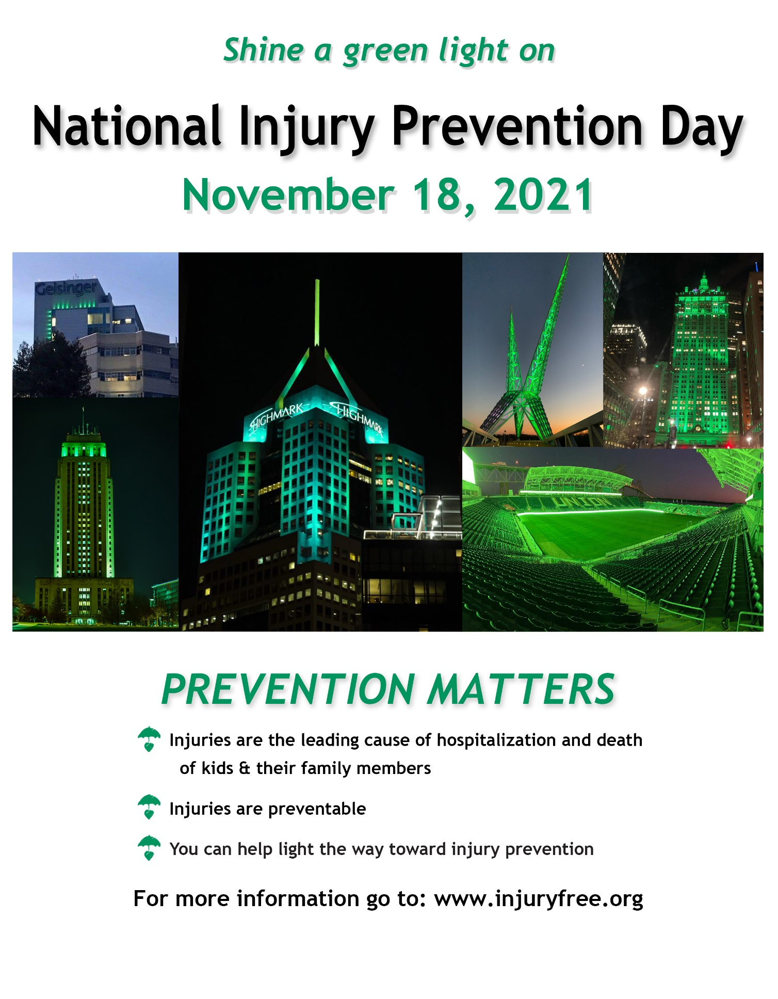 Shine a green light on
National Injury Prevention Day
November 18, 2021
Geisinger
HIGHMARK
HIGHMARK
UNION
PREVENTION MATTERS
Injuries are the leading cause of hospitalization and death
of kids & their family members
Injuries are preventable
You can help light the way toward injury prevention
For more information go to: www.injuryfree.org